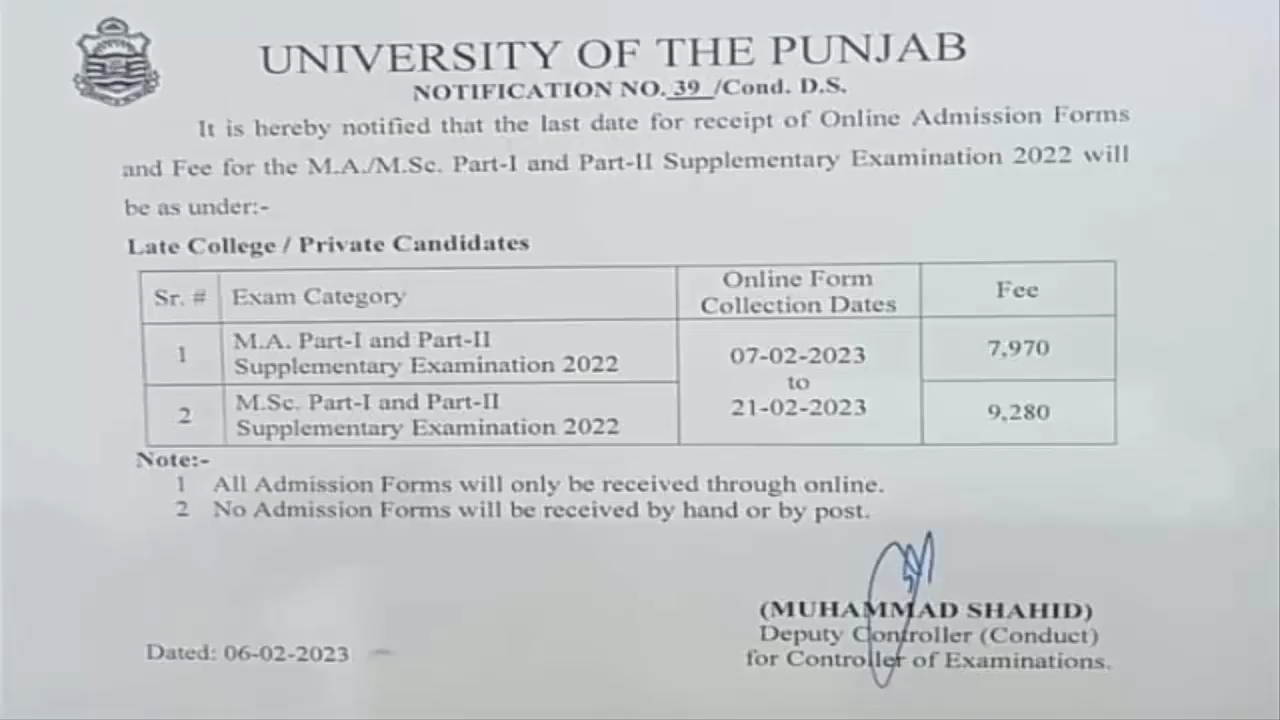 UNIVERSITY OF THE PUNJAB
NOTIFICATION NO. 39 /Cond. D.S.
It is hereby notified that the last date for receipt of Online Admission Forms
and Fee for the M.A./M.Sc. Part-I and Part-II Supplementary Examination 2022 will
be as under:-
Late College / Private Candidates
Sr. # Exam Category Online Form Collection Dates Fee
1 M.A. Part-I and Part-II
Supplementary Examination 2022
07-02-2023
to
21-02-2023
7,970
2 M.Sc. Part-I and Part-II
Supplementary Examination 2022
9,280
Note:-
1 All Admission Forms will only be received through online.
2 No Admission Forms will be received by hand or by post.
(MUHAMMAD SHAHID)
Deputy Controller (Conduct)
for Controller of Examinations.
Dated: 06-02-2023